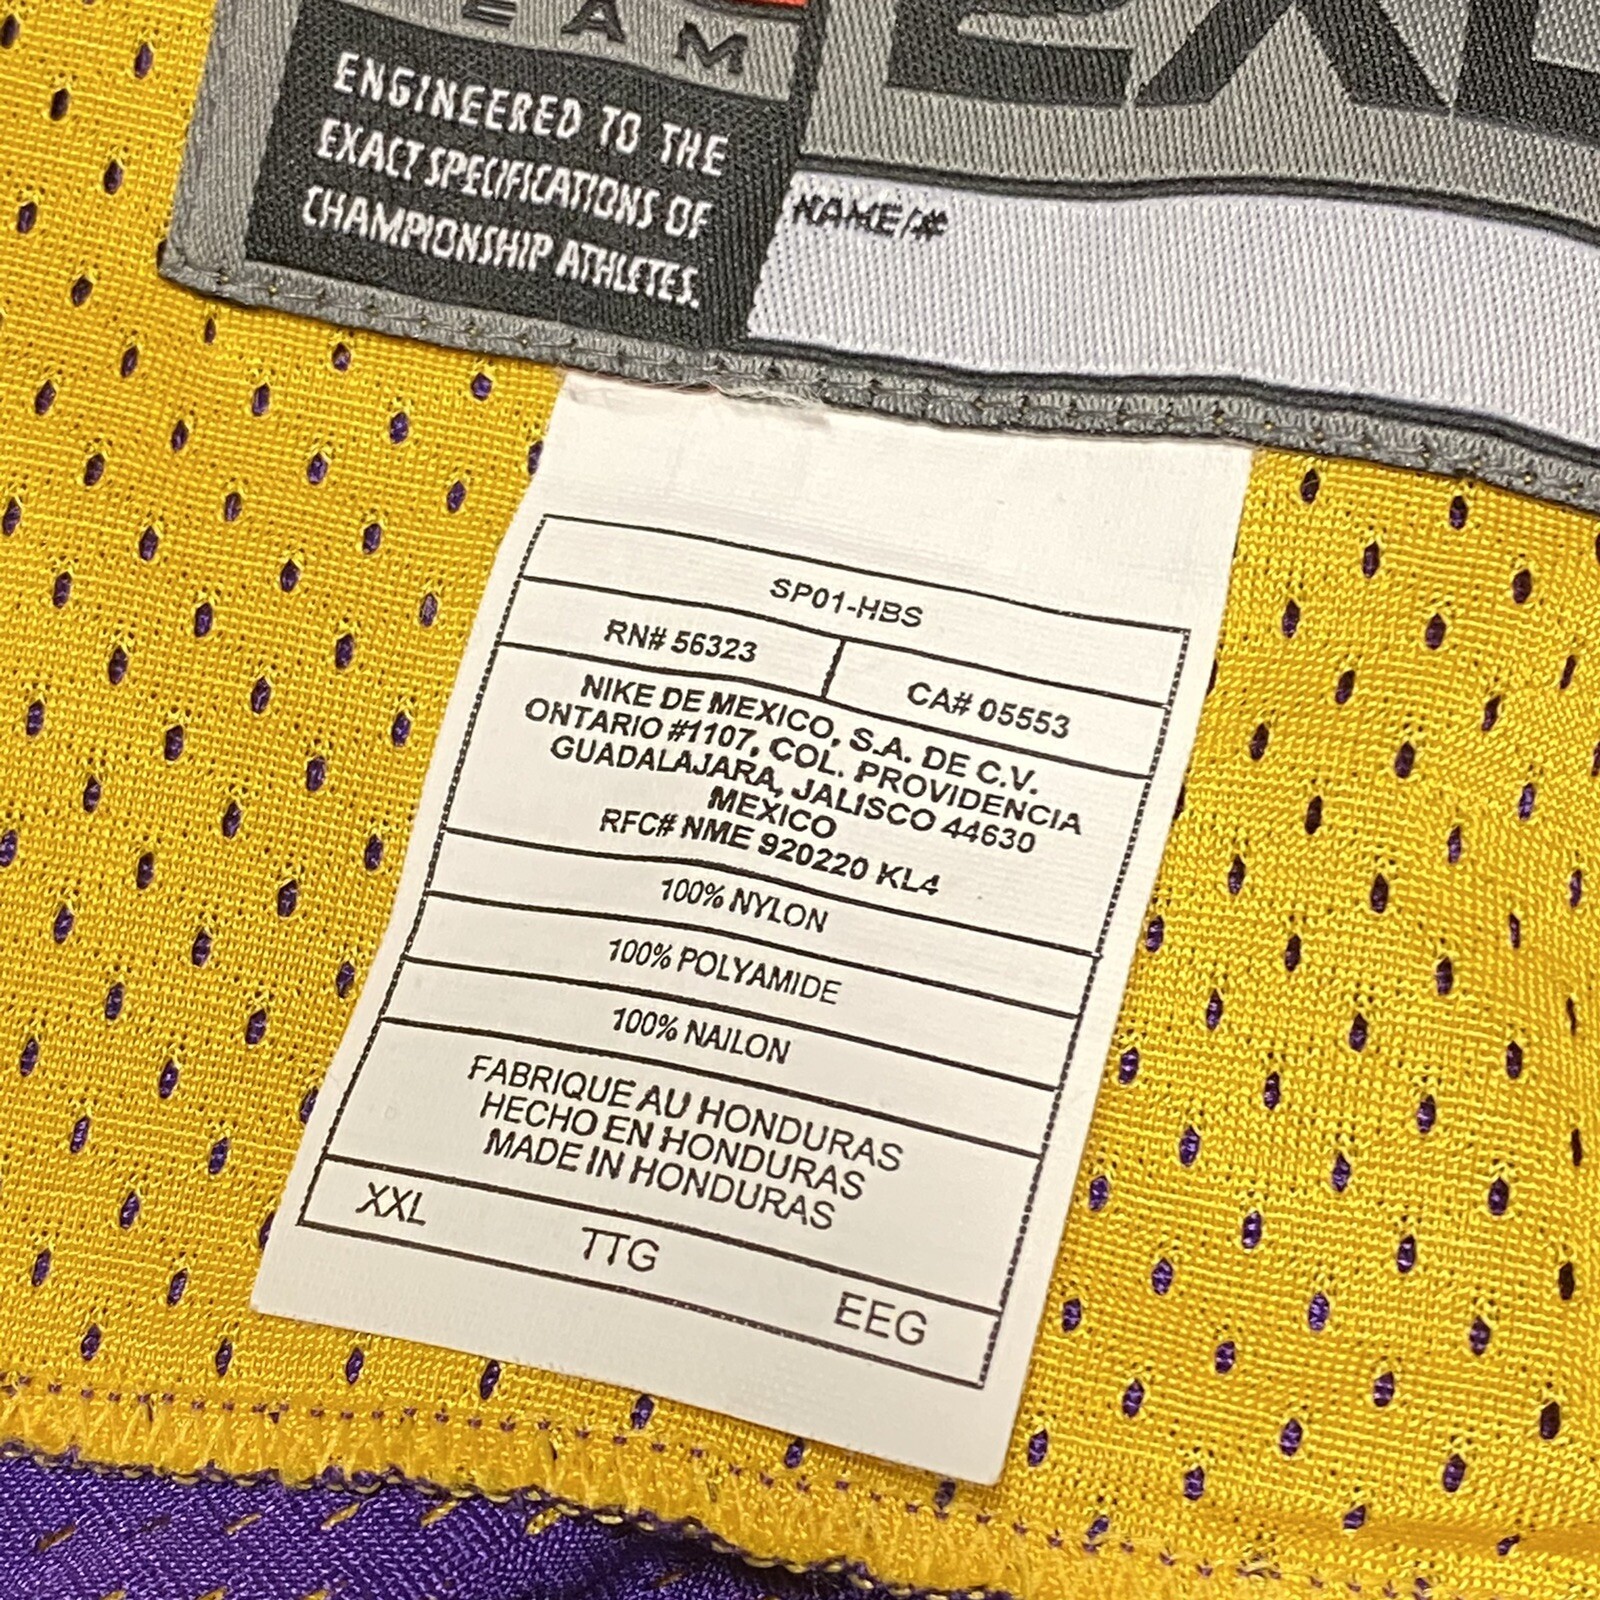 TEAM
2XL
ENGINEERED TO THE
EXACT SPECIFICATIONS OF
CHAMPIONSHIP ATHLETES.
NAME/#
SP01-HBS
RN# 56323
CA# 05553
NIKE DE MEXICO, S.A. DE C.V.
ONTARIO #1107, COL. PROVIDENCIA
GUADALAJARA, JALISCO 44630
MEXICO
RFC# NME 920220 KL4
100% NYLON
100% POLYAMIDE
100% NAILON
FABRIQUE AU HONDURAS
HECHO EN HONDURAS
MADE IN HONDURAS
XXL TTG EEG